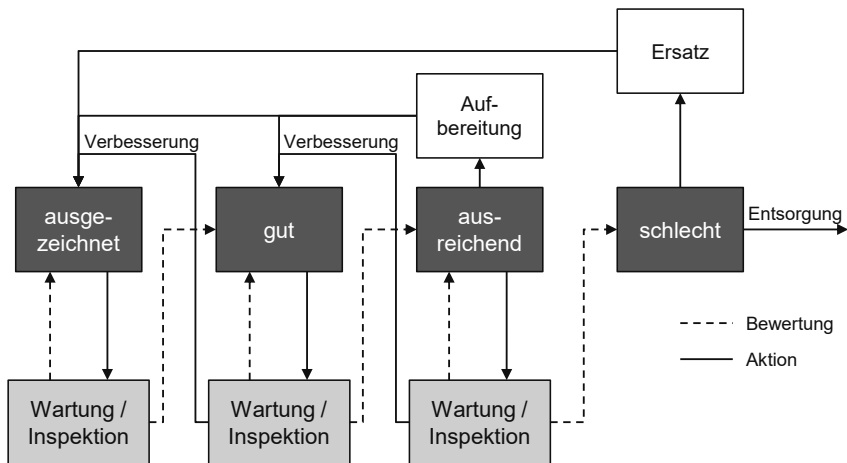 Ersatz
Auf-
bereitung
Verbesserung
Verbesserung
ausge-
zeichnet
gut
aus-
reichend
schlecht
Entsorgung
Bewertung
Aktion
Wartung /
Inspektion
Wartung /
Inspektion
Wartung /
Inspektion